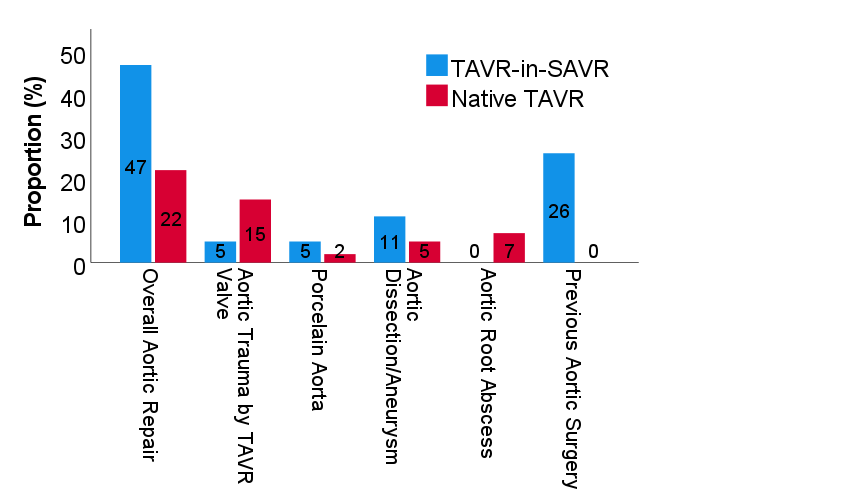 Proportion (%)
50
40
30
20
10
0
TAVR-in-SAVR
Native TAVR
47
22
5
15
5
2
11
5
0
7
26
0
Overall Aortic Repair
Aortic Trauma by TAVR
Valve
Porcelain Aorta
Aortic
Dissection/Aneurysm
Aortic Root Abscess
Previous Aortic Surgery